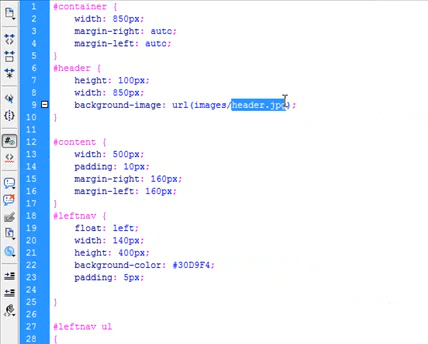 1 #container {
2 width: 850px;
3 margin-right: auto;
4 margin-left: auto;
5 }
6 #header {
7 height: 100px;
8 width: 850px;
9 background-image: url(images/header.jpg);
10 }
11
12 #content {
13 width: 500px;
14 padding: 10px;
15 margin-right: 160px;
16 margin-left: 160px;
17 }
18 #leftnav {
19 float: left;
20 width: 140px;
21 height: 400px;
22 background-color: #30D9F4;
23 padding: 5px;
24
25 }
26
27 #leftnav ul
28 {